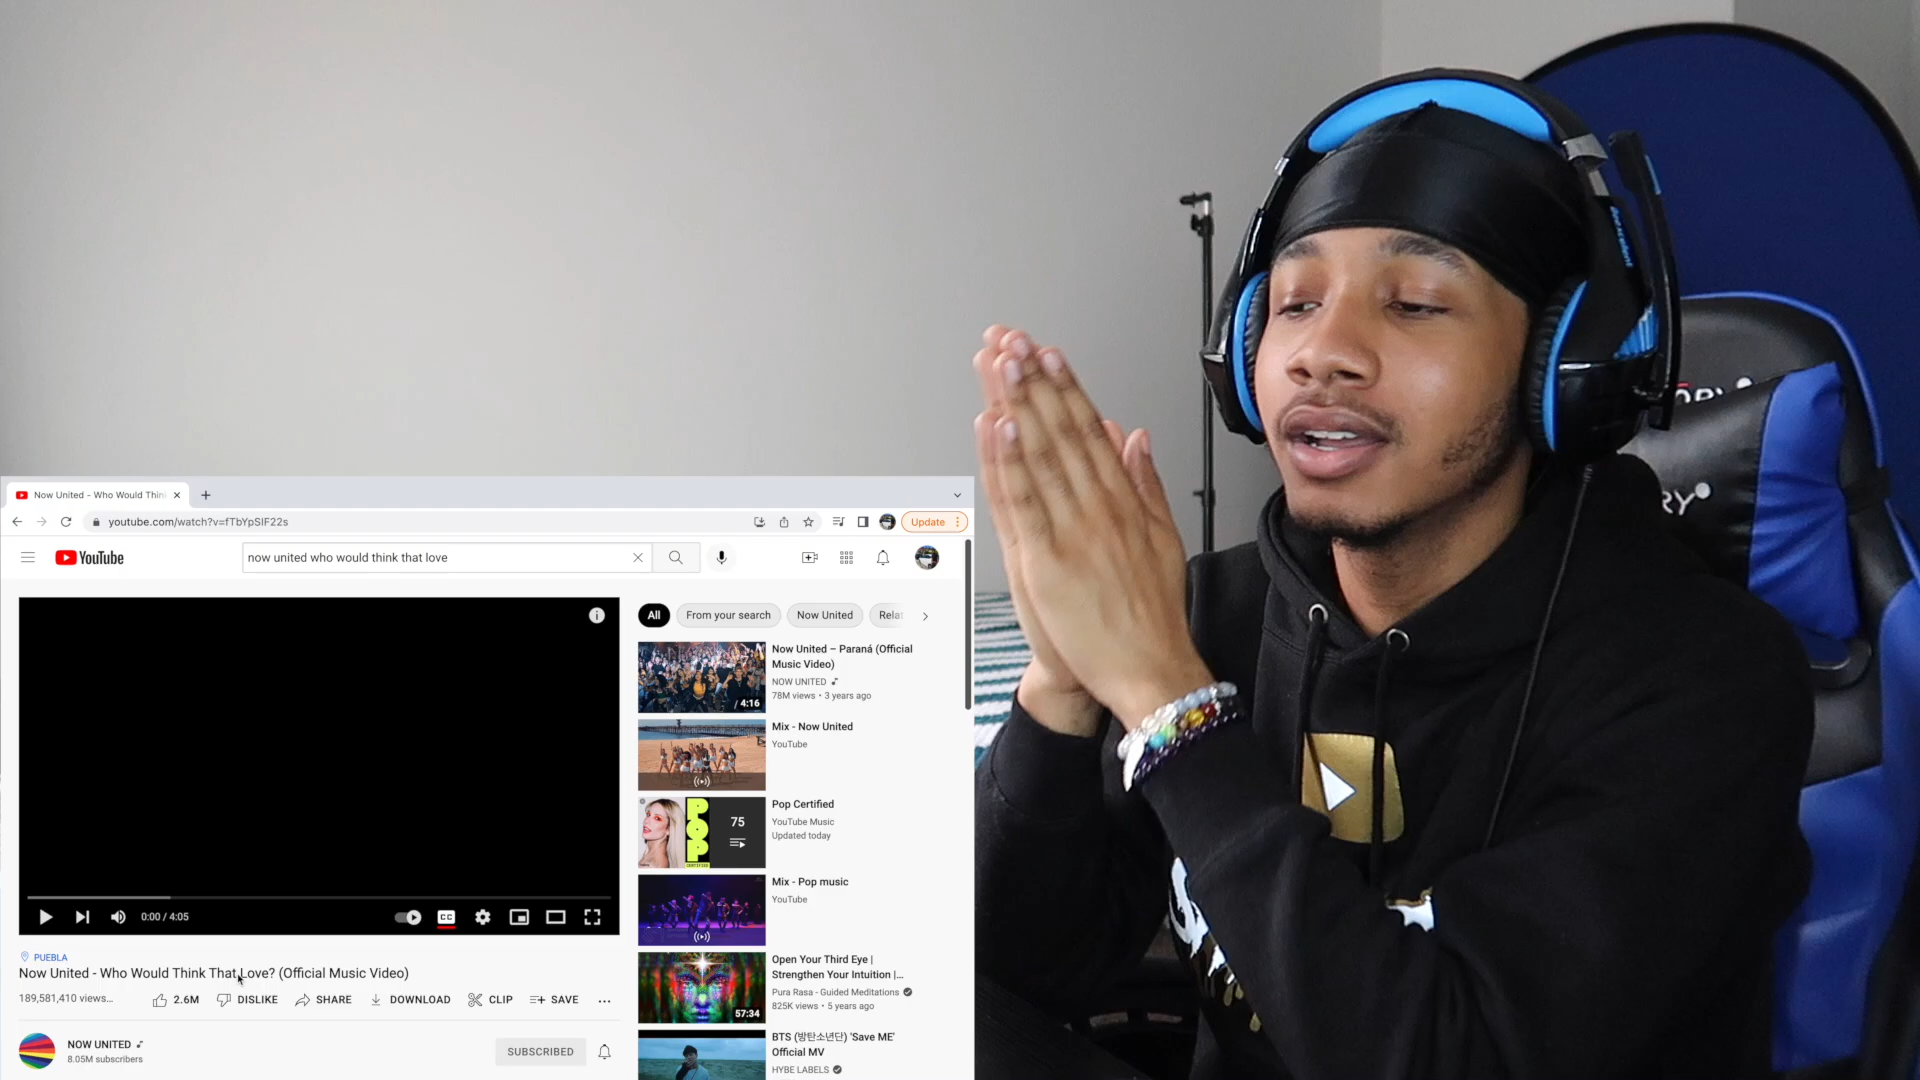 Now United - Who Would Thin
youtube.com/watch?v=fTbYpSIF22s
Update
YouTube
now united who would think that love
All
From your search
Now United
Rela
Now United – Paraná (Official
Music Video)
NOW UNITED
78M views • 3 years ago
4:16
Mix - Now United
YouTube
Pop Certified
YouTube Music
Updated today
POP
75
Mix - Pop music
YouTube
Open Your Third Eye |
Strengthen Your Intuition |...
Pura Rasa - Guided Meditations
825K views • 5 years ago
57:34
BTS (방탄소년단) 'Save ME'
Official MV
HYBE LABELS
0:00 / 4:05
CC
PUEBLA
Now United - Who Would Think That Love? (Official Music Video)
189,581,410 views...
2.6M
DISLIKE
SHARE
DOWNLOAD
CLIP
SAVE
NOW UNITED
8.05M subscribers
SUBSCRIBED